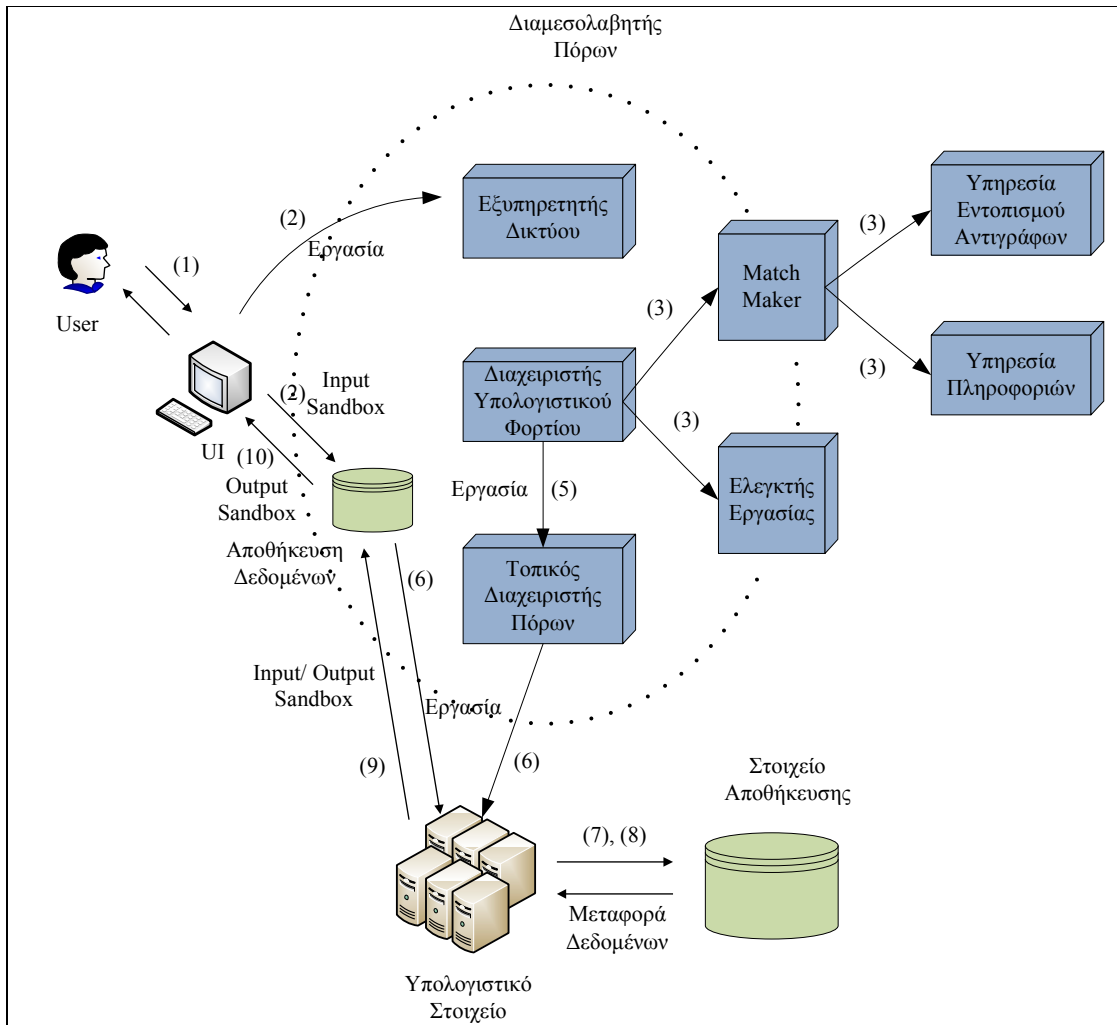 Διαμεσολαβητής
Πόρων
Εξυπηρετητής
Δικτύου
Υπηρεσία
Εντοπισμού
Αντιγράφων
(2)
Εργασία
(3)
Match
Maker
(1)
User
(3)
(3)
Υπηρεσία
Πληροφοριών
Διαχειριστής
Υπολογιστικού
Φορτίου
(2)
Input
Sandbox
UI
(10)
Output
Sandbox
(3)
Ελεγκτής
Εργασίας
Εργασία
(5)
Αποθήκευση
Δεδομένων
(6)
Τοπικός
Διαχειριστής
Πόρων
Input/ Output
Sandbox
Εργασία
(9)
(6)
Στοιχείο
Αποθήκευσης
(7), (8)
Μεταφορά
Δεδομένων
Υπολογιστικό
Στοιχείο